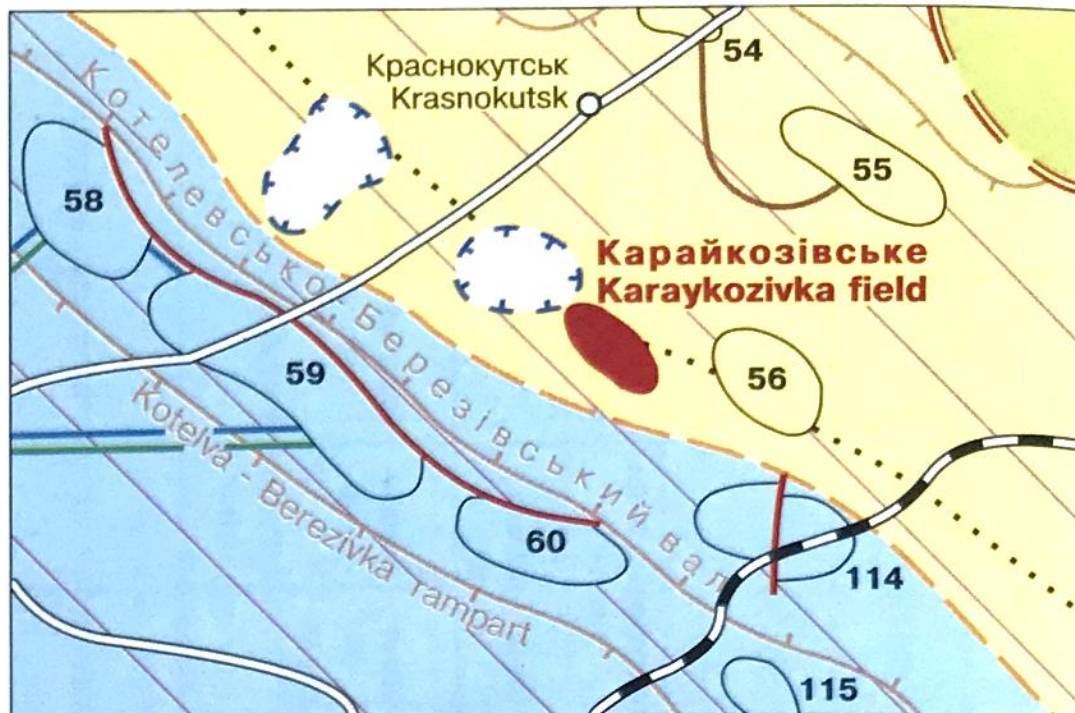 54
Краснокутськ
Krasnokutsk
55
58
Котелевсько-Березівський вал
Карайкозівське
Karaykozivka field
59
56
Kotelva - Berezivka rampart
60
114
115